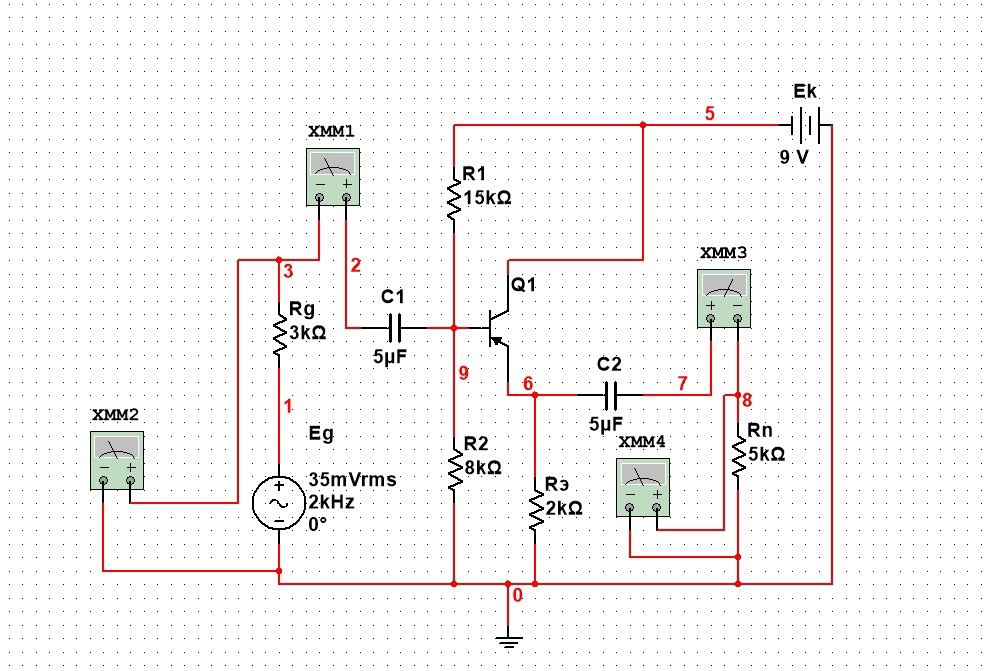 Ek
5
9 V
XMM1
R1
15kΩ
XMM3
3
2
Q1
C1
Rg
3kΩ
5µF
C2
9
6
7
1
8
XMM2
5µF
Eg
Rn
XMM4
5kΩ
R2
8kΩ
35mVrms
2kHz
Rэ
2kΩ
0°
0